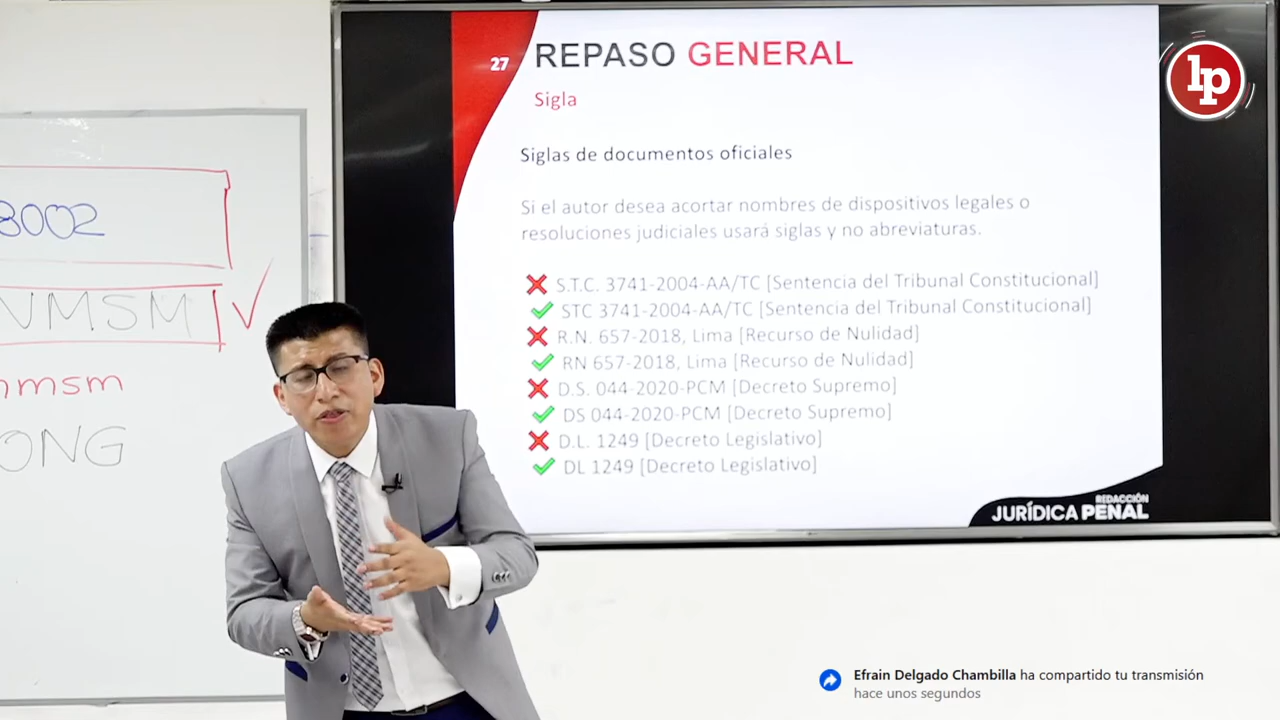 27 REPASO GENERAL
lp
Sigla
Siglas de documentos oficiales
Si el autor desea acortar nombres de dispositivos legales o
resoluciones judiciales usará siglas y no abreviaturas.
S.T.C. 3741-2004-AA/TC [Sentencia del Tribunal Constitucional]
STC 3741-2004-AA/TC [Sentencia del Tribunal Constitucional]
R.N. 657-2018, Lima [Recurso de Nulidad]
RN 657-2018, Lima [Recurso de Nulidad]
D.S. 044-2020-PCM [Decreto Supremo]
DS 044-2020-PCM [Decreto Supremo]
D.L. 1249 [Decreto Legislativo]
DL 1249 [Decreto Legislativo]
REDACCIÓN
JURÍDICA PENAL
8002
VMSM
nmsm
ONG
Efrain Delgado Chambilla ha compartido tu transmisión
hace unos segundos